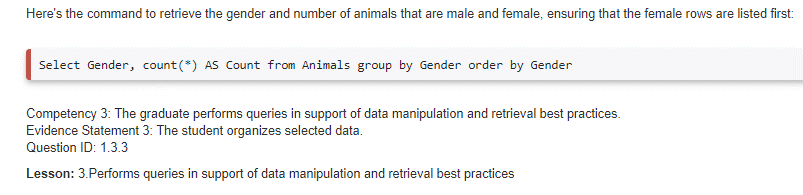 Here's the command to retrieve the gender and number of animals that are male and female, ensuring that the female rows are listed first:
Select Gender, count(*) AS Count from Animals group by Gender order by Gender
Competency 3: The graduate performs queries in support of data manipulation and retrieval best practices.
Evidence Statement 3: The student organizes selected data.
Question ID: 1.3.3
Lesson: 3.Performs queries in support of data manipulation and retrieval best practices